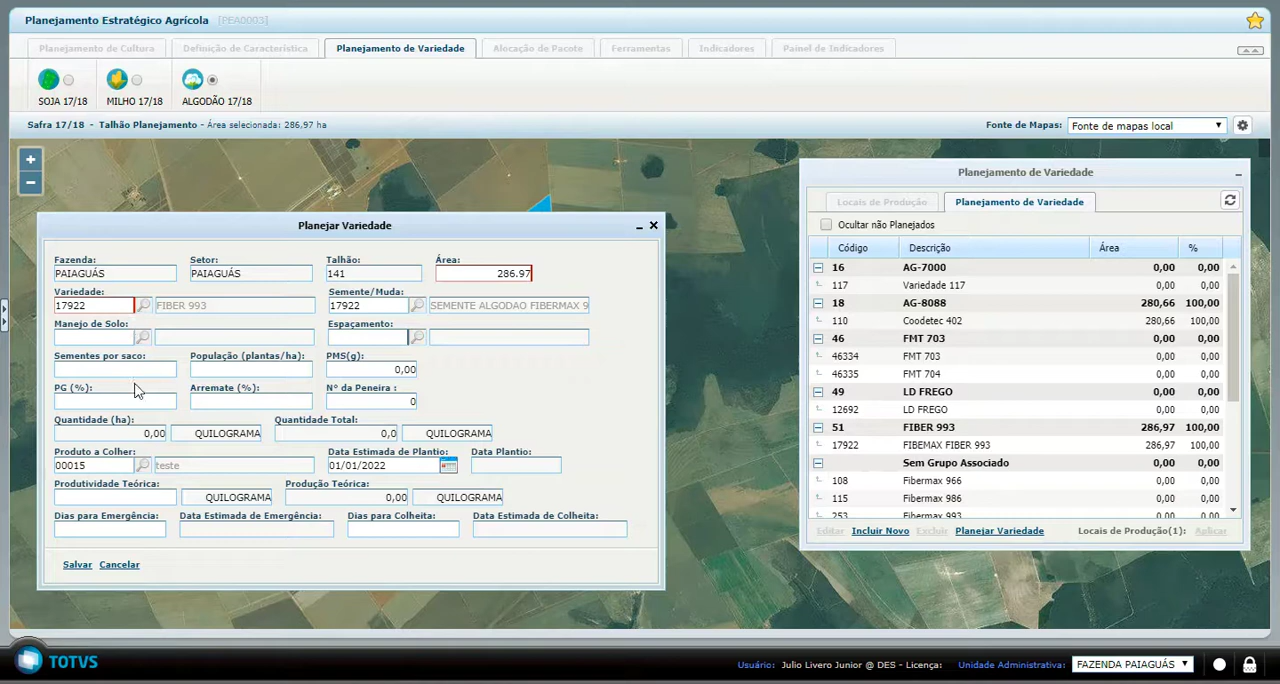 Planejamento Estratégico Agrícola [PEA0003]
Planejamento de Cultura Definição de Característica Planejamento de Variedade Alocação de Pacote Ferramentas Indicadores Painel de Indicadores
SOJA 17/18 MILHO 17/18 ALGODÃO 17/18
Safra 17/18 - Talhão Planejamento - Área selecionada: 286,97 ha Fonte de Mapas: Fonte de mapas local
+
−
Planejar Variedade
Fazenda: Setor: Talhão: Área:
PAIAGUÁS PAIAGUÁS 141 286.97
Variedade: Semente/Muda:
17922 FIBER 993 17922 SEMENTE ALGODAO FIBERMAX 9
Manejo de Solo: Espaçamento:
Sementes por saco: População (plantas/ha): PMS(g):
0,00
PG (%): Arremate (%): Nº da Peneira :
0
Quantidade (ha): Quantidade Total:
0,00 QUILOGRAMA 0,0 QUILOGRAMA
Produto a Colher: Data Estimada de Plantio: Data Plantio:
00015 teste 01/01/2022
Produtividade Teórica: Produção Teórica:
QUILOGRAMA 0,00 QUILOGRAMA
Dias para Emergência: Data Estimada de Emergência: Dias para Colheita: Data Estimada de Colheita:
Salvar Cancelar
Planejamento de Variedade
Locais de Produção Planejamento de Variedade
Ocultar não Planejados
Código Descrição Área %
16 AG-7000 0,00 0,00
117 Variedade 117 0,00 0,00
18 AG-8088 280,66 100,00
110 Coodetec 402 280,66 100,00
46 FMT 703 0,00 0,00
46334 FMT 703 0,00 0,00
46335 FMT 704 0,00 0,00
49 LD FREGO 0,00 0,00
12692 LD FREGO 0,00 0,00
51 FIBER 993 286,97 100,00
17922 FIBEMAX FIBER 993 286,97 100,00
Sem Grupo Associado 0,00 0,00
108 Fibermax 966 0,00 0,00
115 Fibermax 986 0,00 0,00
253 Fibermax 993 0,00 0,00
Editar Incluir Novo Excluir Planejar Variedade Locais de Produção(1): Aplicar
TOTVS Usuário: Julio Livero Junior @ DES - Licença: Unidade Administrativa: FAZENDA PAIAGUÁS